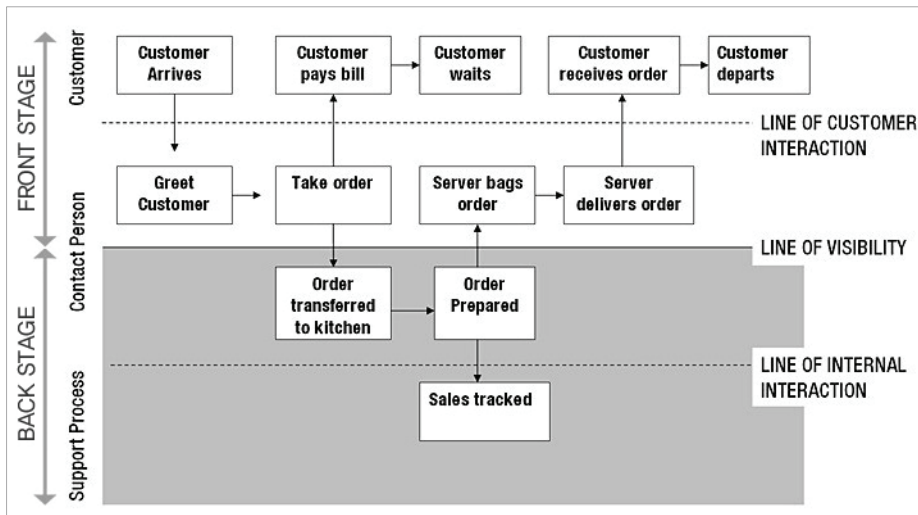 FRONT STAGE
BACK STAGE
Customer
Contact Person
Support Process
Customer
Arrives
Customer
pays bill
Customer
waits
Customer
receives order
Customer
departs
LINE OF CUSTOMER
INTERACTION
Greet
Customer
Take order
Server bags
order
Server
delivers order
LINE OF VISIBILITY
Order
transferred
to kitchen
Order
Prepared
LINE OF INTERNAL
INTERACTION
Sales tracked